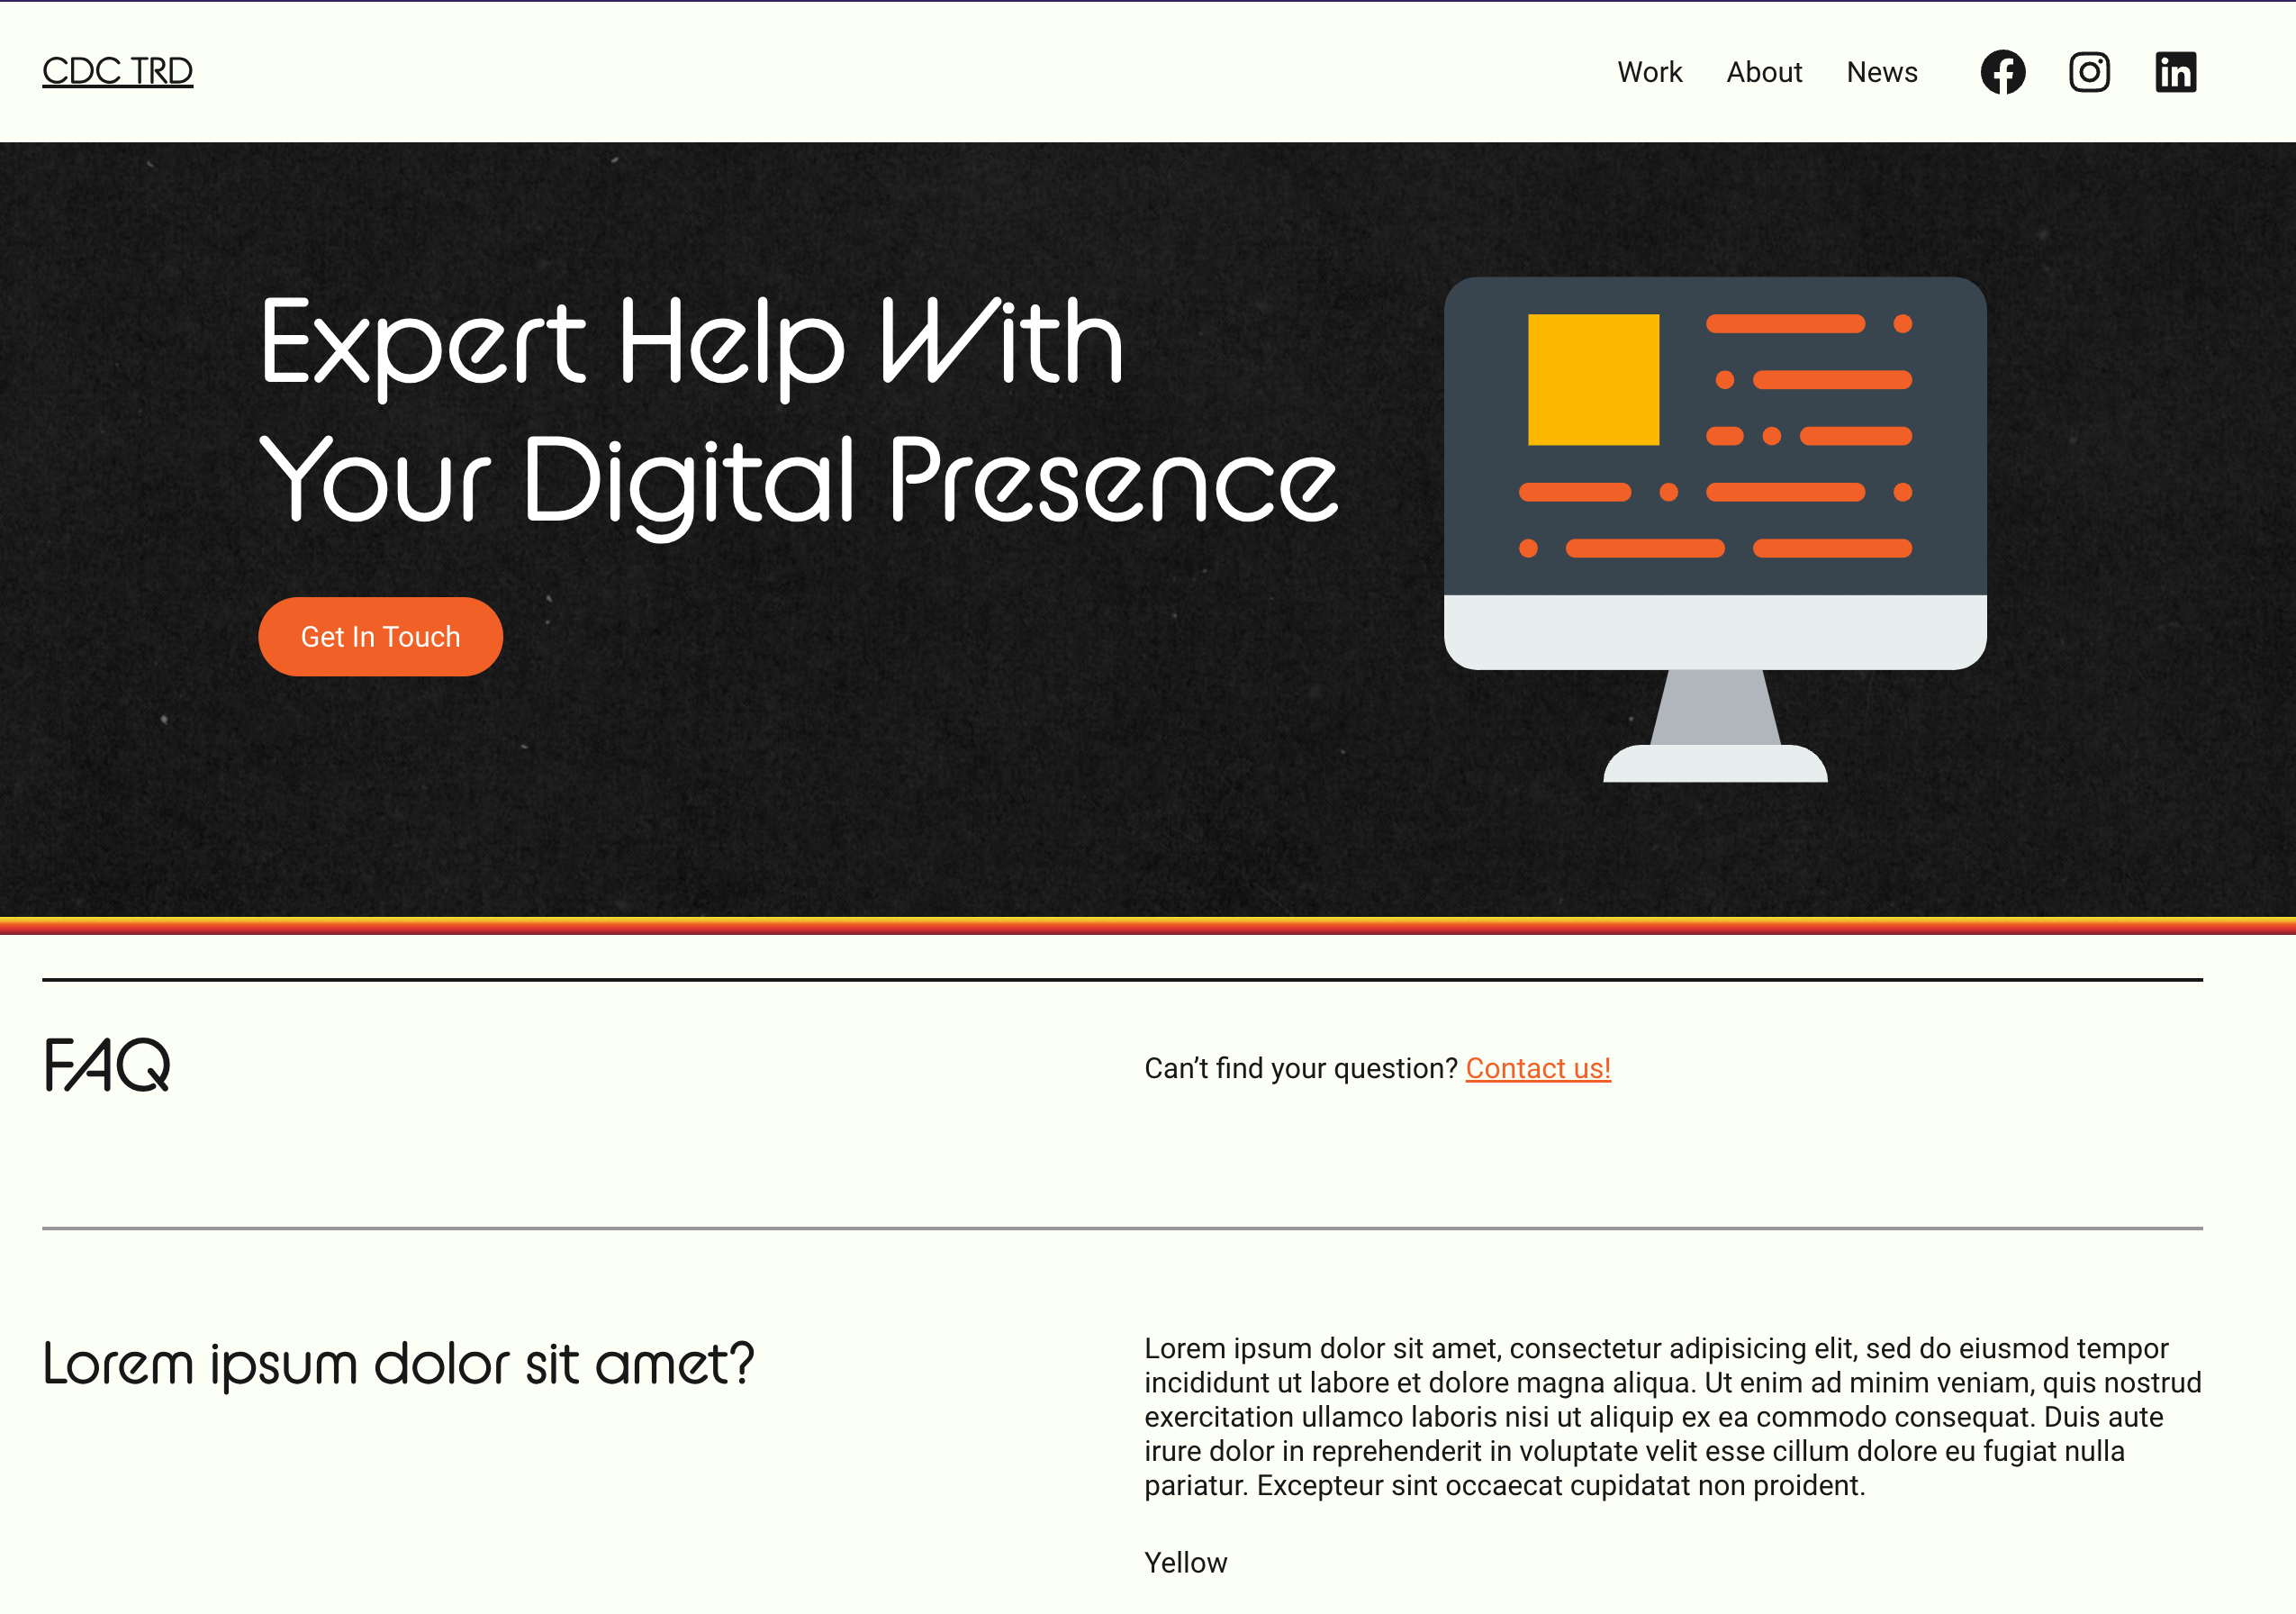 CDC TRD
Work About News
Expert Help With
Your Digital Presence
Get In Touch
FAQ
Can’t find your question? Contact us!
Lorem ipsum dolor sit amet?
Lorem ipsum dolor sit amet, consectetur adipisicing elit, sed do eiusmod tempor
incididunt ut labore et dolore magna aliqua. Ut enim ad minim veniam, quis nostrud
exercitation ullamco laboris nisi ut aliquip ex ea commodo consequat. Duis aute
irure dolor in reprehenderit in voluptate velit esse cillum dolore eu fugiat nulla
pariatur. Excepteur sint occaecat cupidatat non proident.
Yellow